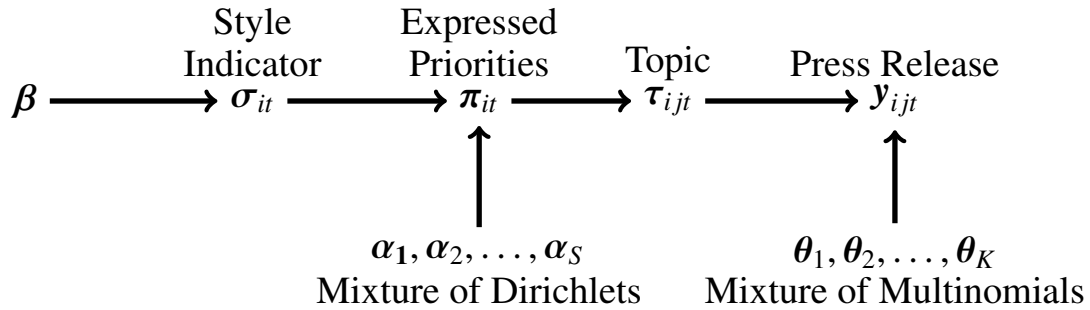 Style Expressed
Indicator Priorities Topic Press Release
β σ_it π_it τ_ijt y_ijt
α_1, α_2, . . . , α_S θ_1, θ_2, . . . , θ_K
Mixture of Dirichlets Mixture of Multinomials